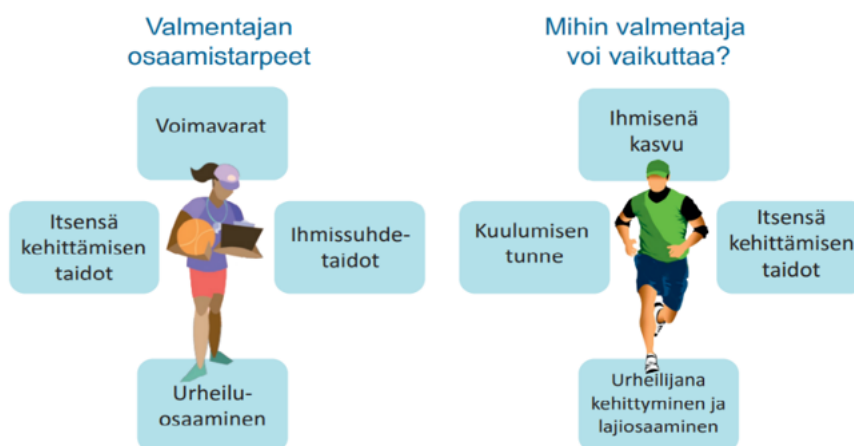 Valmentajan
osaamistarpeet
Voimavarat
Itsensä
kehittämisen
taidot
Ihmissuhde-
taidot
Urheilu-
osaaminen
Mihin valmentaja
voi vaikuttaa?
Ihmisenä
kasvu
Kuulumisen
tunne
Itsensä
kehittämisen
taidot
Urheilijana
kehittyminen ja
lajiosaaminen